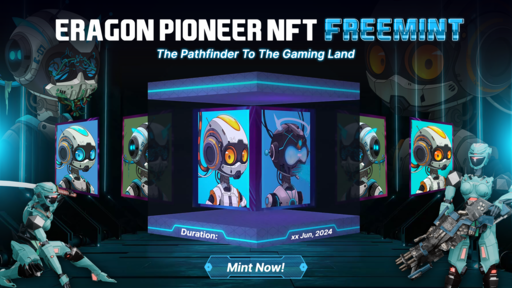 ERAGON PIONEER NFT FREEMINT
The Pathfinder To The Gaming Land
Duration:
xx Jun, 2024
Mint Now!